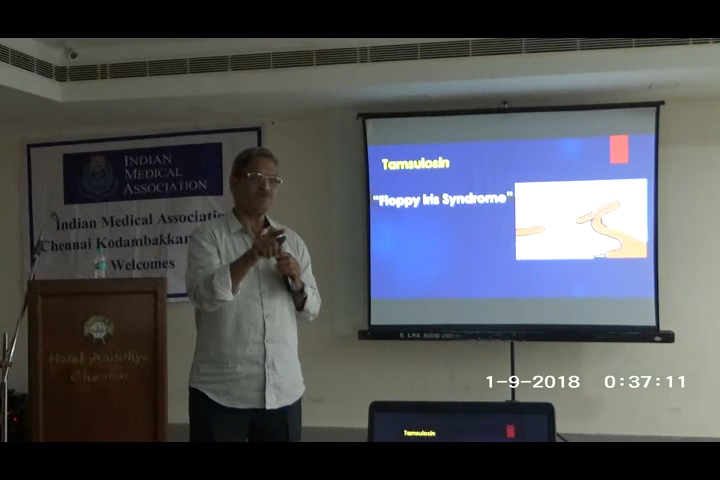 INDIAN
MEDICAL
ASSOCIATION
Indian Medical Associatio
Chennai Kodambakkam
Welcomes
Hotel Aadithya
Chennai
Tamsulosin
"Floppy Iris Syndrome"
1-9-2018 0:37:11
Tamsulosin